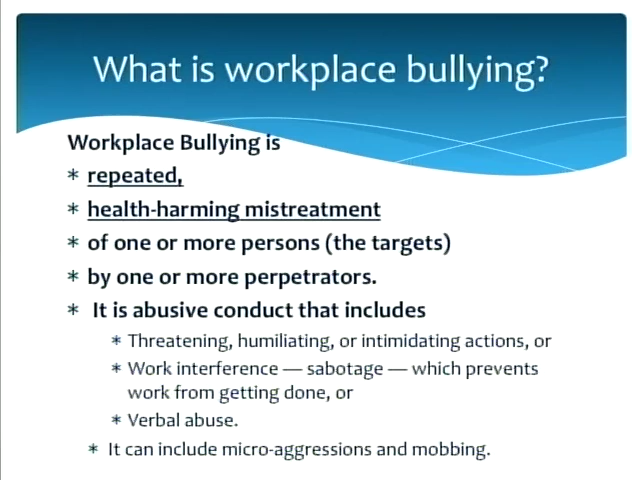 What is workplace bullying?
Workplace Bullying is
* repeated,
* health-harming mistreatment
* of one or more persons (the targets)
* by one or more perpetrators.
* It is abusive conduct that includes
* Threatening, humiliating, or intimidating actions, or
* Work interference — sabotage — which prevents
work from getting done, or
* Verbal abuse.
* It can include micro-aggressions and mobbing.